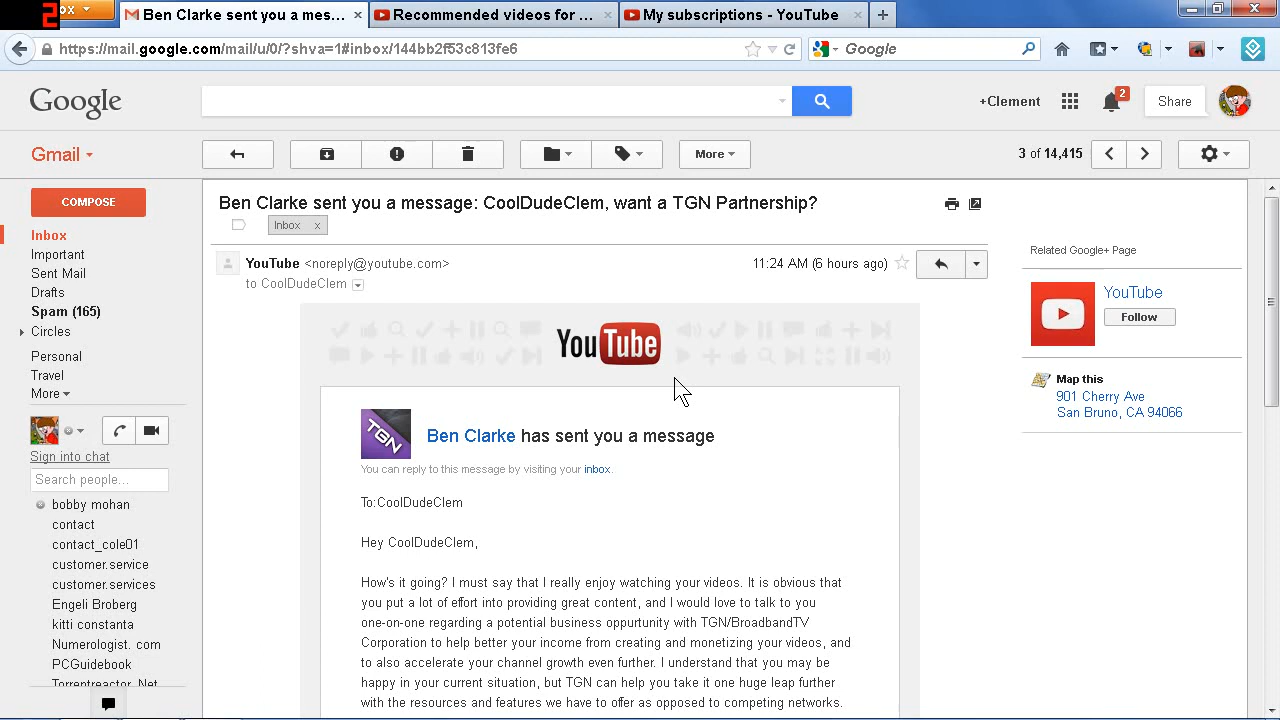 2
ox
Ben Clarke sent you a mess...
Recommended videos for ...
My subscriptions - YouTube
https://mail.google.com/mail/u/0/?shva=1#inbox/144bb2f53c813fe6
Google
Google
+Clement
2
Share
Gmail
More
3 of 14,415
COMPOSE
Inbox
Important
Sent Mail
Drafts
Spam (165)
Circles
Personal
Travel
More
Sign into chat
Search people...
bobby mohan
contact
contact_cole01
customer.service
customer.services
Engeli Broberg
kitti constanta
Numerologist. com
PCGuidebook
Torrentreactor. Net
Ben Clarke sent you a message: CoolDudeClem, want a TGN Partnership?
Inbox x
YouTube <noreply@youtube.com>
11:24 AM (6 hours ago)
to CoolDudeClem
YouTube
TGN
Ben Clarke has sent you a message
You can reply to this message by visiting your inbox.
To:CoolDudeClem
Hey CoolDudeClem,
How's it going? I must say that I really enjoy watching your videos. It is obvious that
you put a lot of effort into providing great content, and I would love to talk to you
one-on-one regarding a potential business oppurtunity with TGN/BroadbandTV
Corporation to help better your income from creating and monetizing your videos, and
to also accelerate your channel growth even further. I understand that you may be
happy in your current situation, but TGN can help you take it one huge leap further
with the resources and features we have to offer as opposed to competing networks.
Related Google+ Page
YouTube
Follow
Map this
901 Cherry Ave
San Bruno, CA 94066